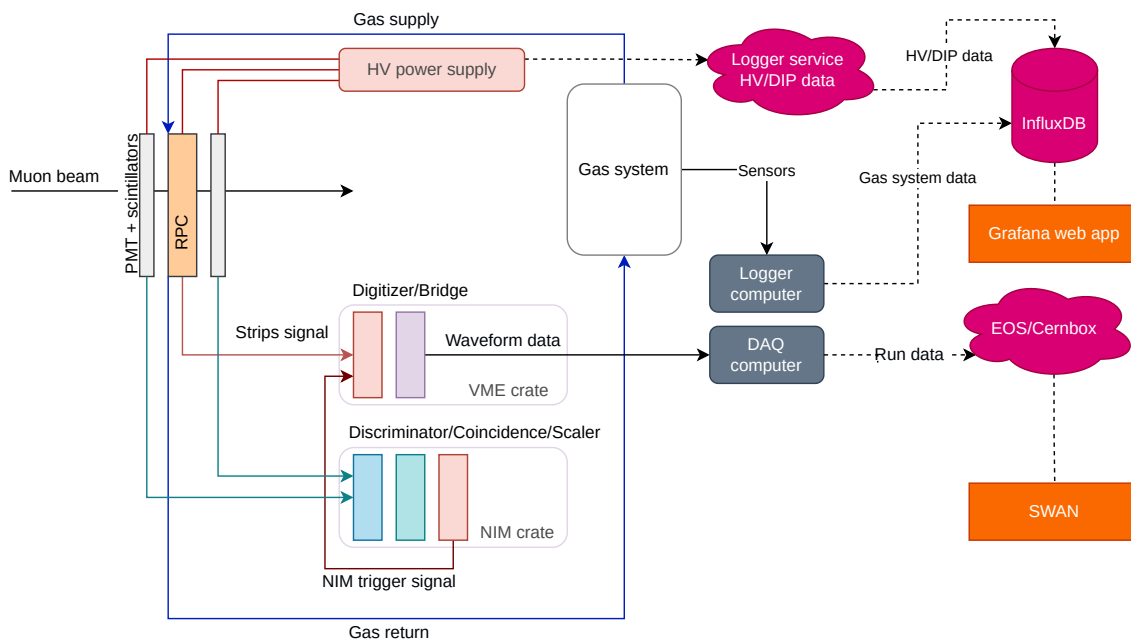 Gas supply
HV power supply
Logger service
HV/DIP data
HV/DIP data
InfluxDB
Muon beam
PMT + scintillators
RPC
Gas system
Sensors
Gas system data
Grafana web app
Logger
computer
Digitizer/Bridge
Strips signal
Waveform data
VME crate
DAQ
computer
Run data
EOS/Cernbox
Discriminator/Coincidence/Scaler
NIM crate
SWAN
NIM trigger signal
Gas return